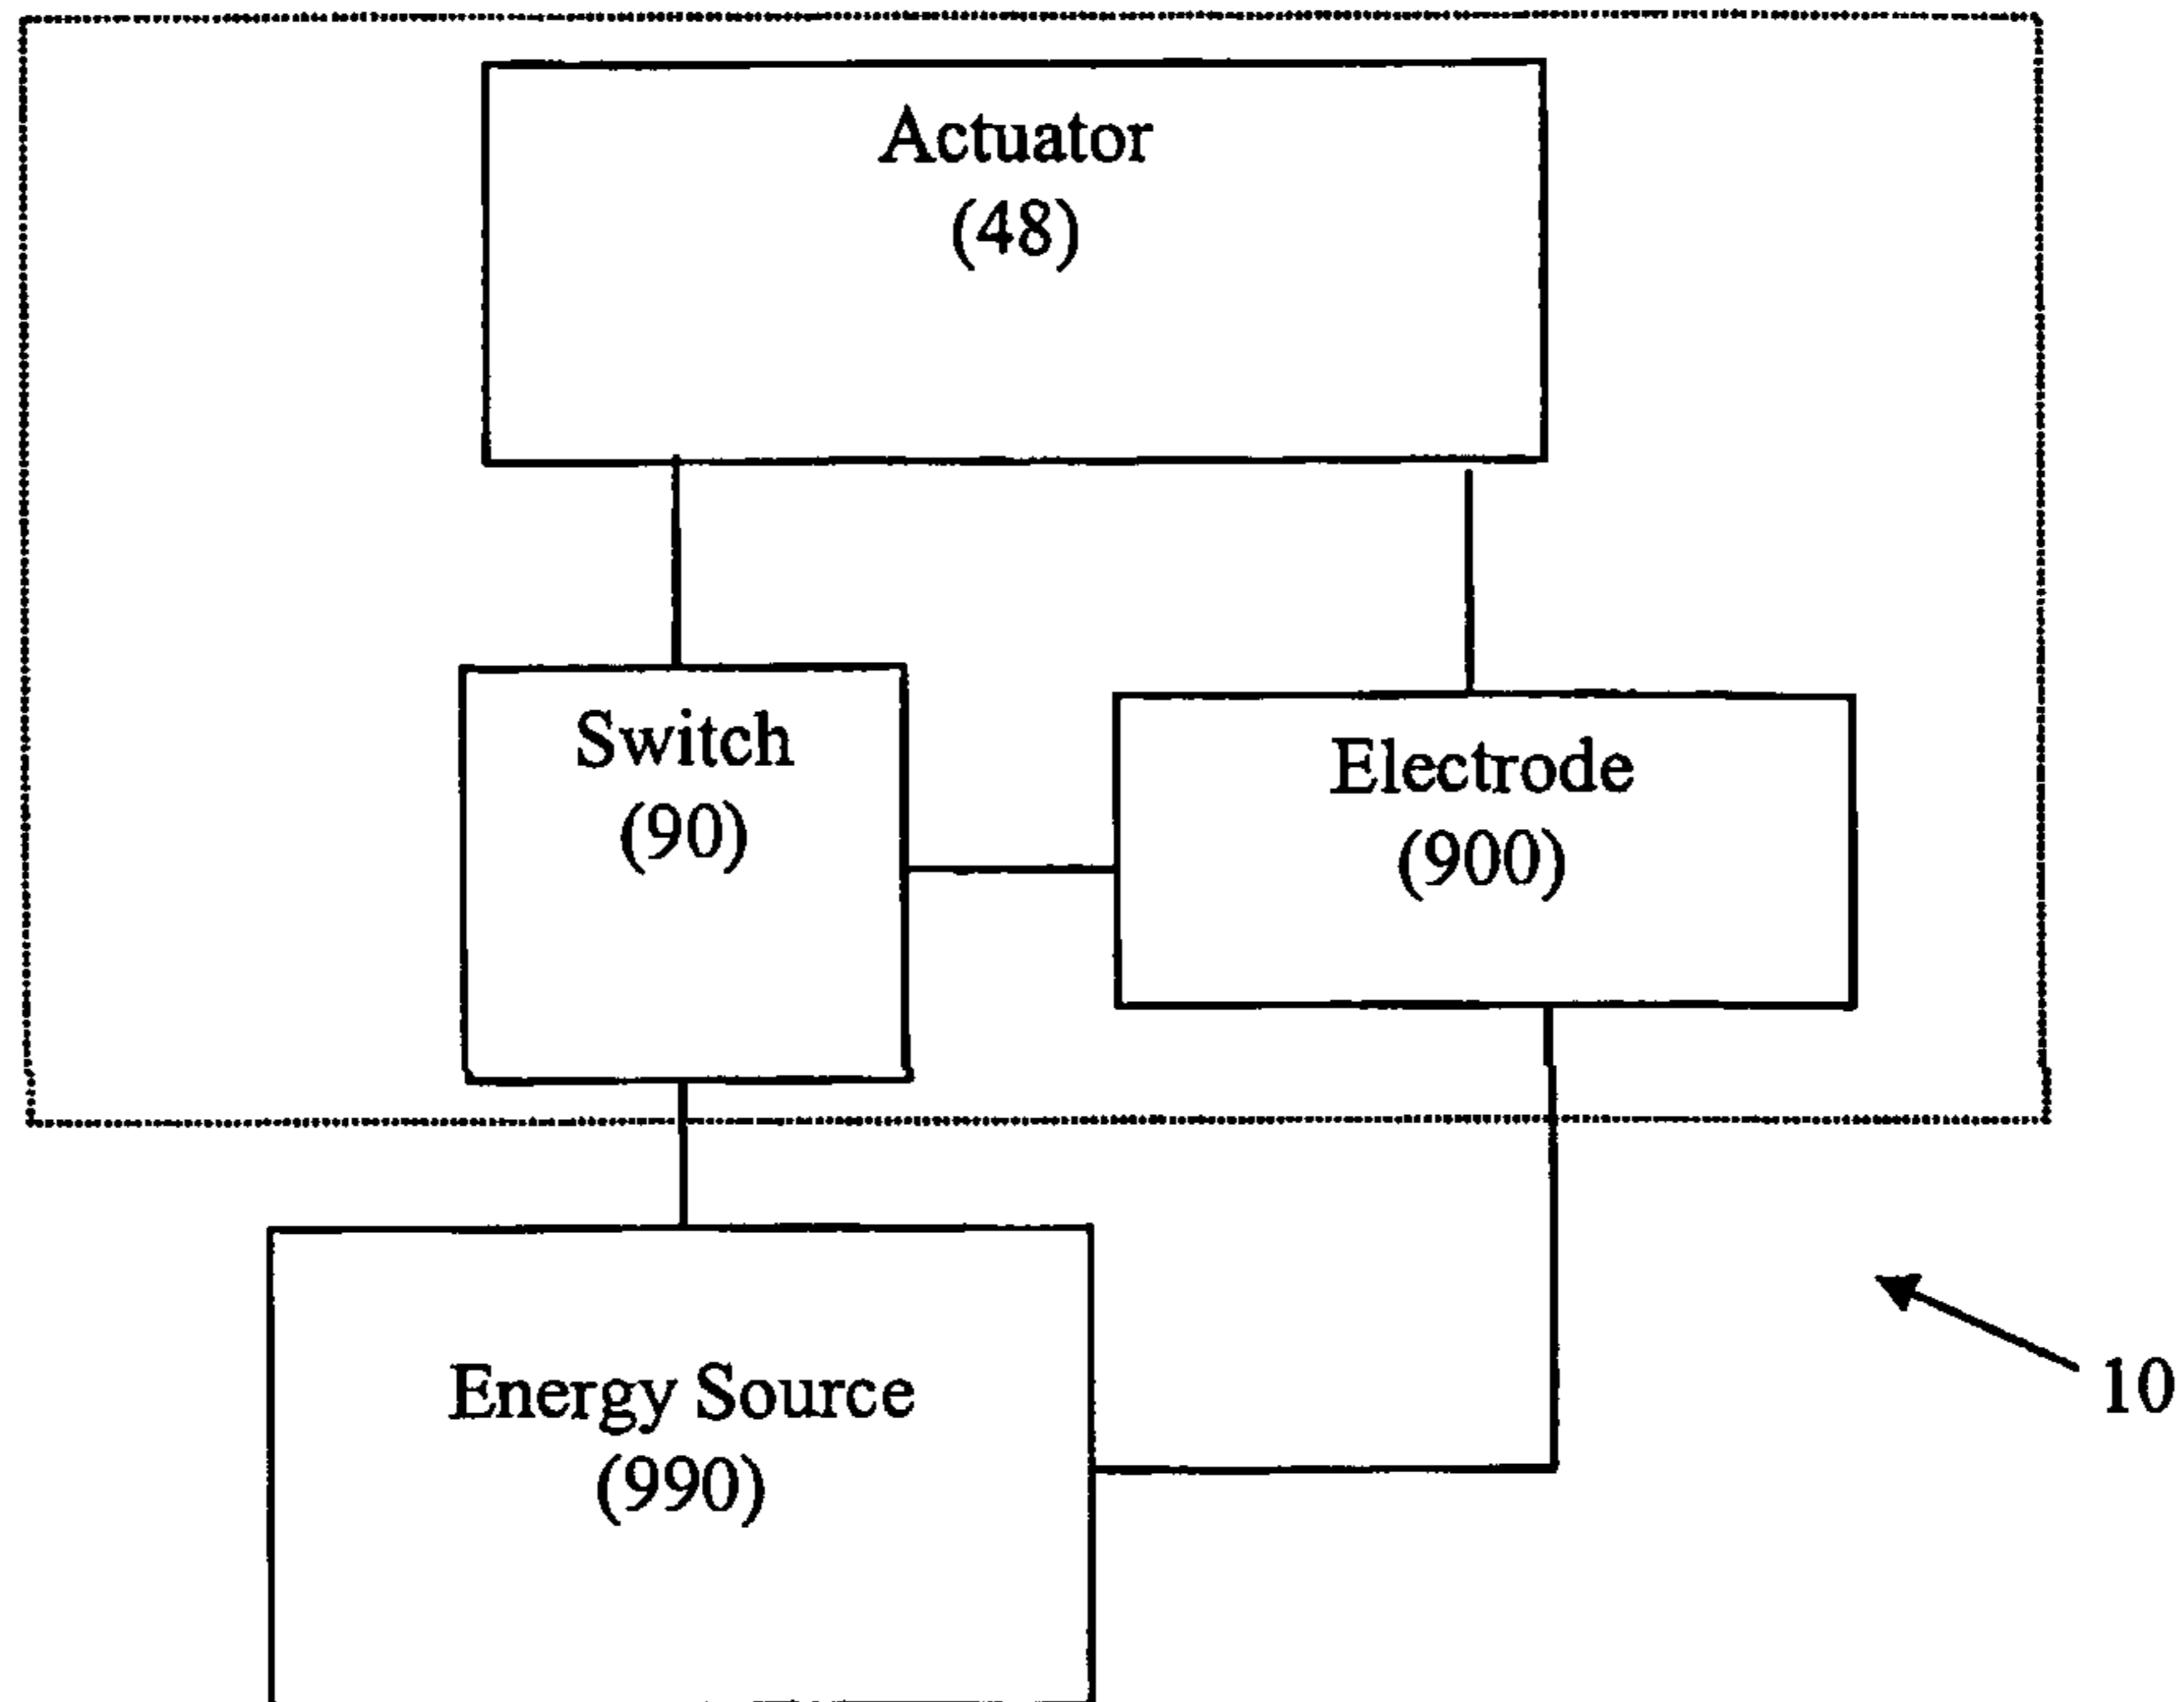 Actuator
(48)
Switch
(90)
Electrode
(900)
Energy Source
(990)
10